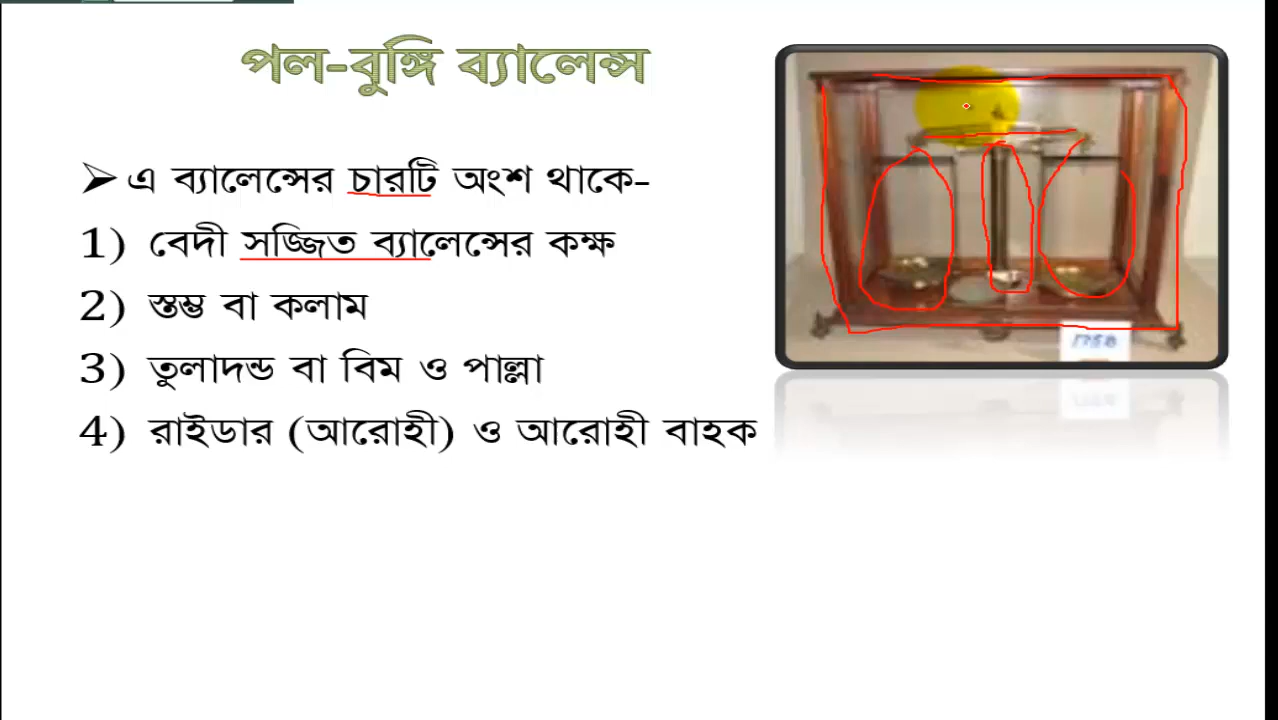 পল-বুঙ্গি ব্যালেন্স
➢ এ ব্যালেন্সের চারটি অংশ থাকে-
1) বেদী সজ্জিত ব্যালেন্সের কক্ষ
2) স্তম্ভ বা কলাম
3) তুলাদন্ড বা বিম ও পাল্লা
4) রাইডার (আরোহী) ও আরোহী বাহক